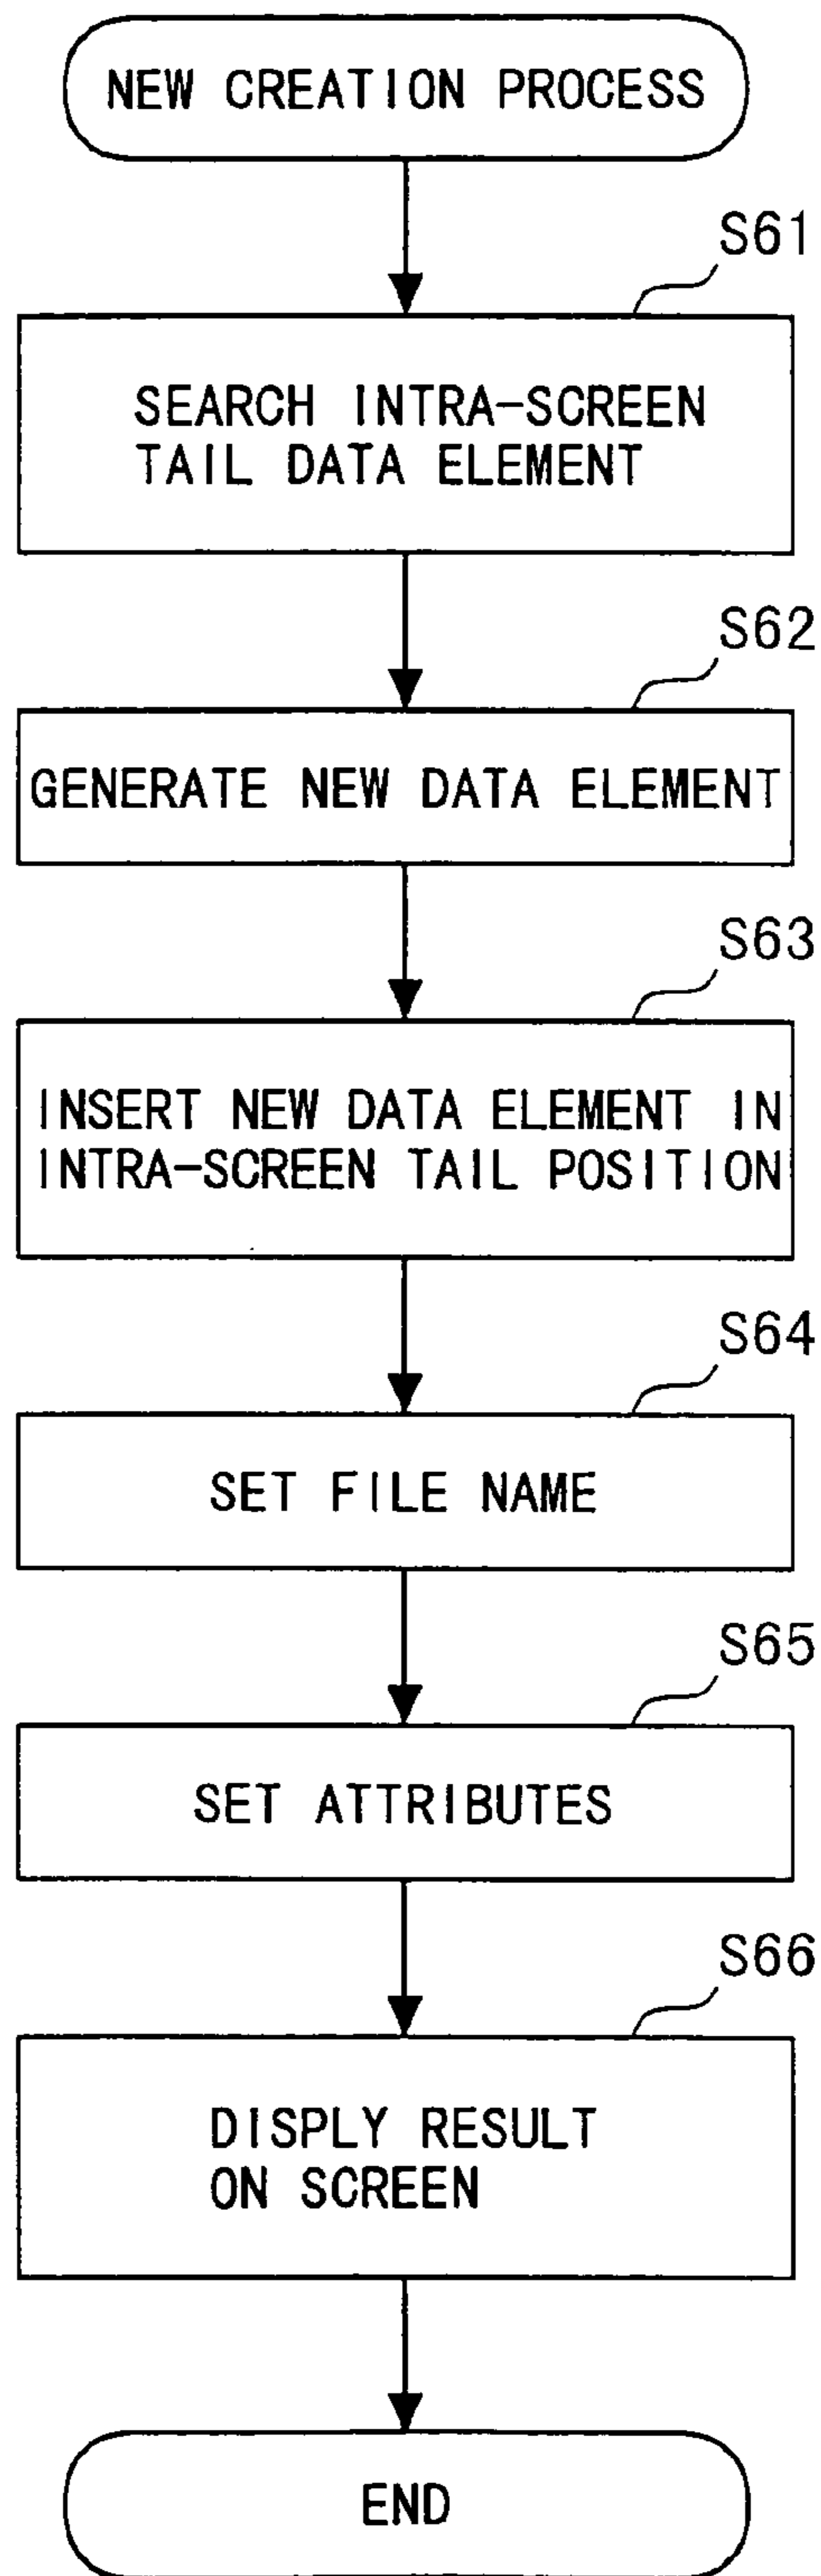 NEW CREATION PROCESS
S61
SEARCH INTRA-SCREEN
TAIL DATA ELEMENT
S62
GENERATE NEW DATA ELEMENT
S63
INSERT NEW DATA ELEMENT IN
INTRA-SCREEN TAIL POSITION
S64
SET FILE NAME
S65
SET ATTRIBUTES
S66
DISPLY RESULT
ON SCREEN
END